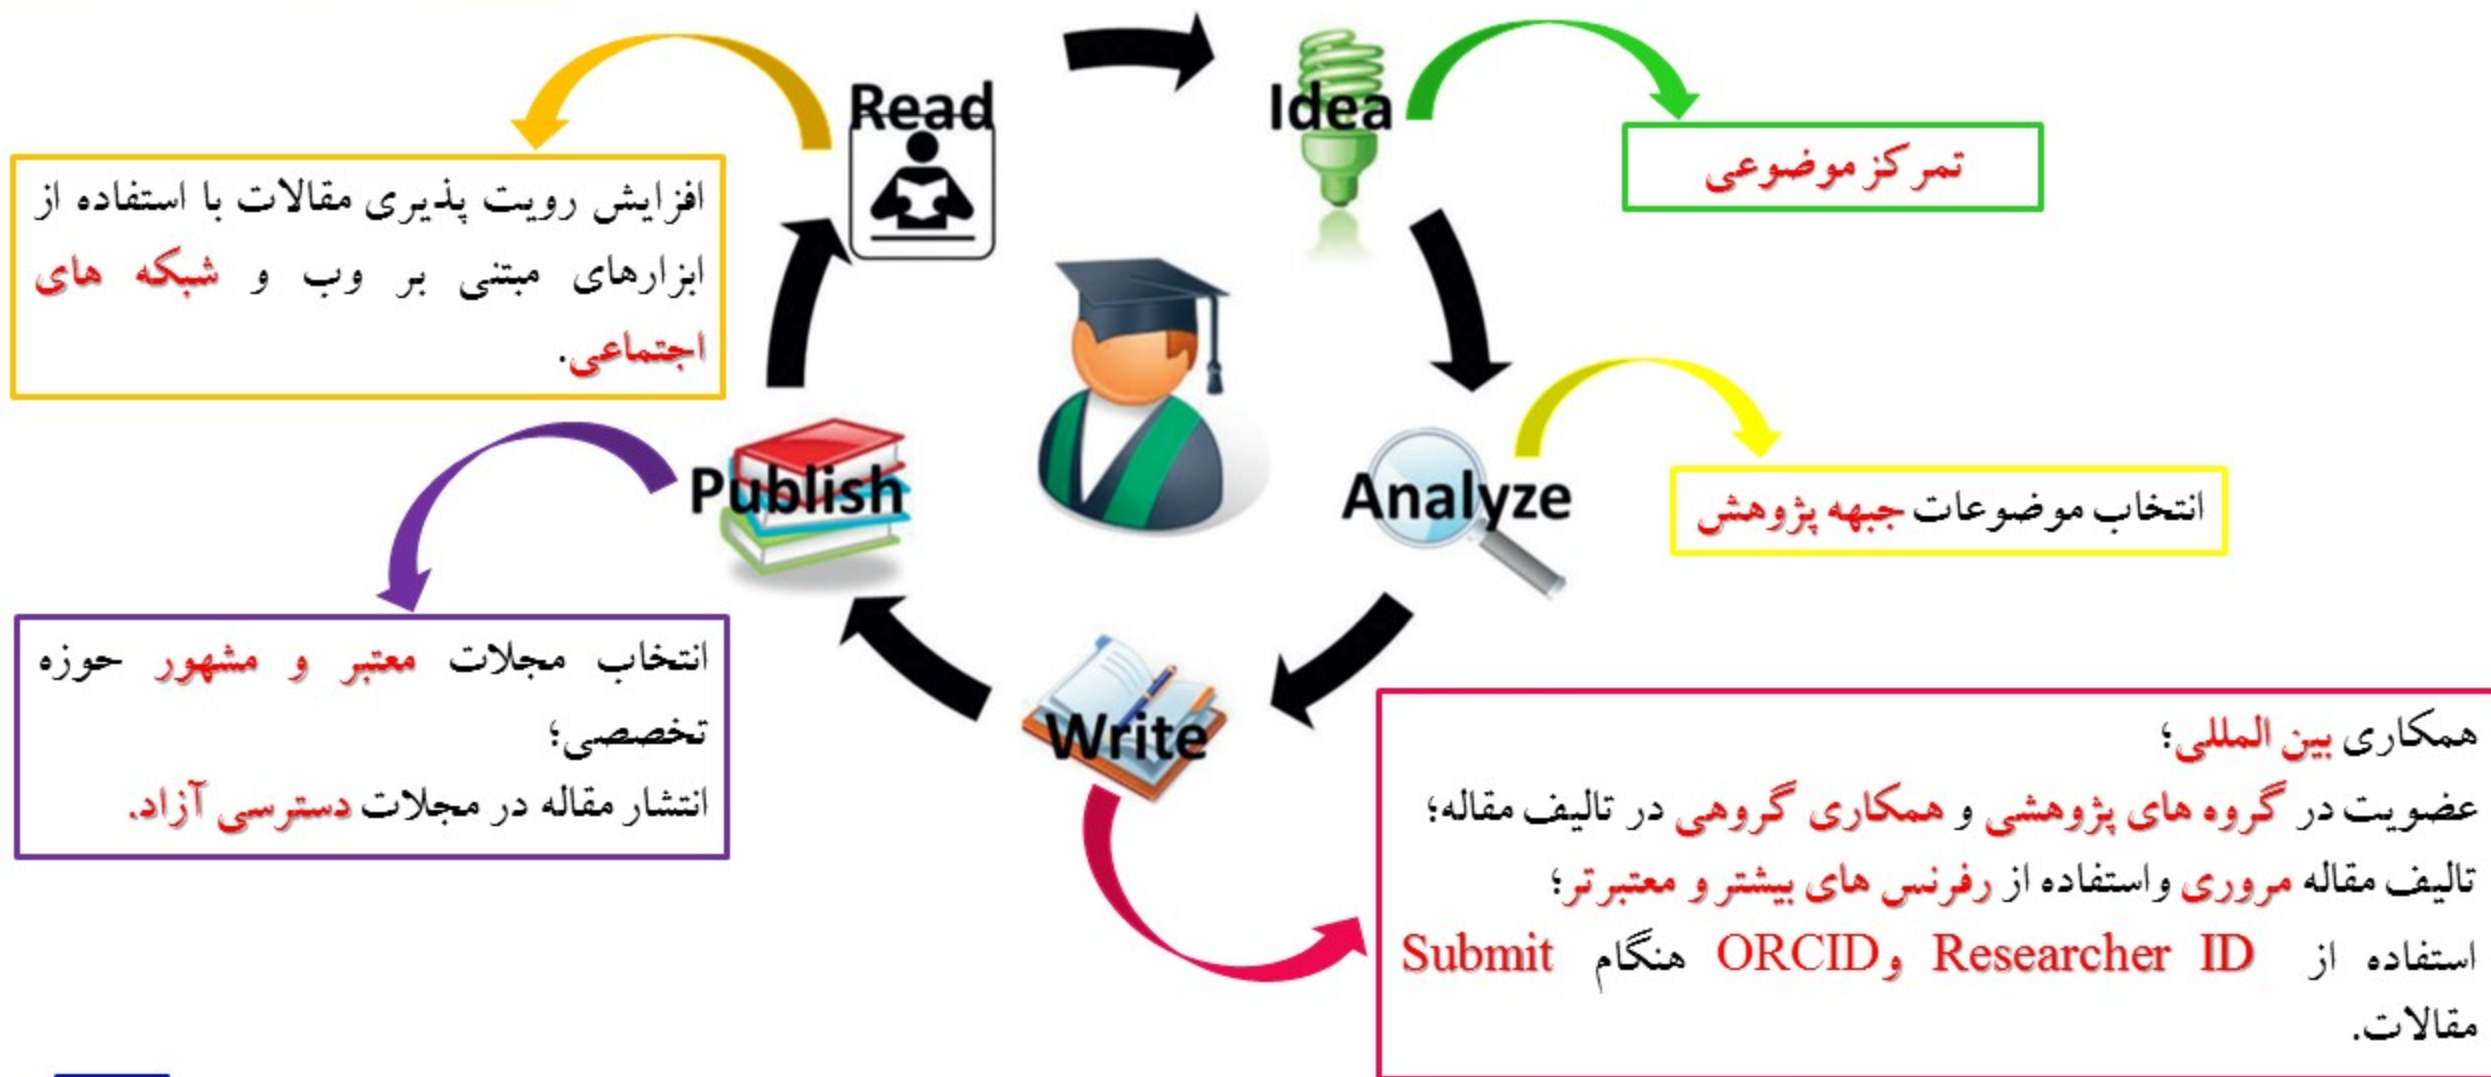 Read
Idea
تمرکز موضوعی
افزایش رویت پذیری مقالات با استفاده از
ابزارهای مبتنی بر وب و شبکه های
اجتماعی.
Analyze
انتخاب موضوعات جبهه پژوهش
Publish
انتخاب مجلات معتبر و مشهور حوزه
تخصصی؛
انتشار مقاله در مجلات دسترسی آزاد.
Write
همکاری بین المللی؛
عضویت در گروه های پژوهشی و همکاری گروهی در تالیف مقاله؛
تالیف مقاله مروری و استفاده از رفرنس های بیشتر و معتبرتر؛
استفاده از Researcher ID وORCID هنگام Submit
مقالات.